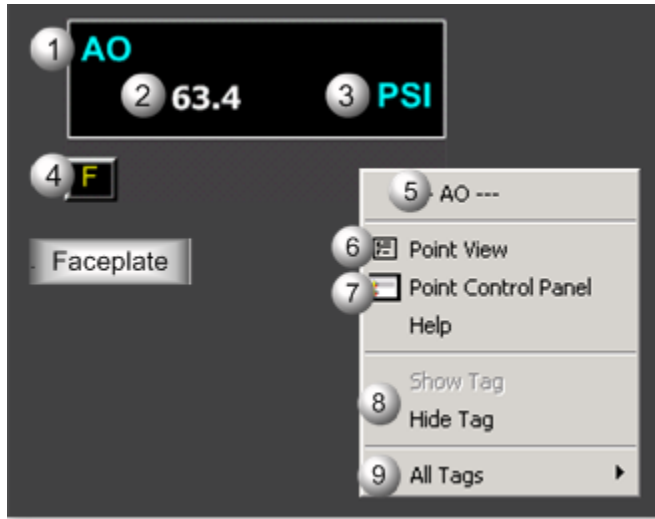 1 AO
2 63.4 3 PSI
4 F
5 - AO ---
Faceplate
6 Point View
7 Point Control Panel
Help
Show Tag
8
Hide Tag
9 All Tags